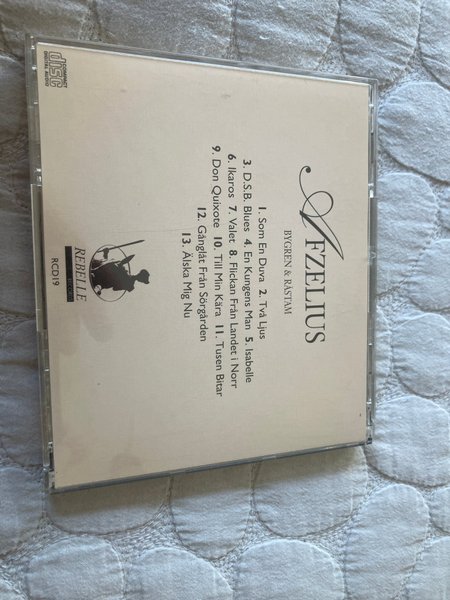 AFZELIUS
BYGREN & RÅSTAM
1. Som En Duva 2. Två Ljus
3. D.S.B. Blues 4. En Kungens Man 5. Isabelle
6. Ikaros 7. Valet 8. Flickan Från Landet i Norr
9. Don Quixote 10. Till Min Kära 11. Tusen Bitar
12. Gånglåt Från Sörgården
13. Älska Mig Nu
REBELLE
RCD19
COMPACT
disc
DIGITAL AUDIO